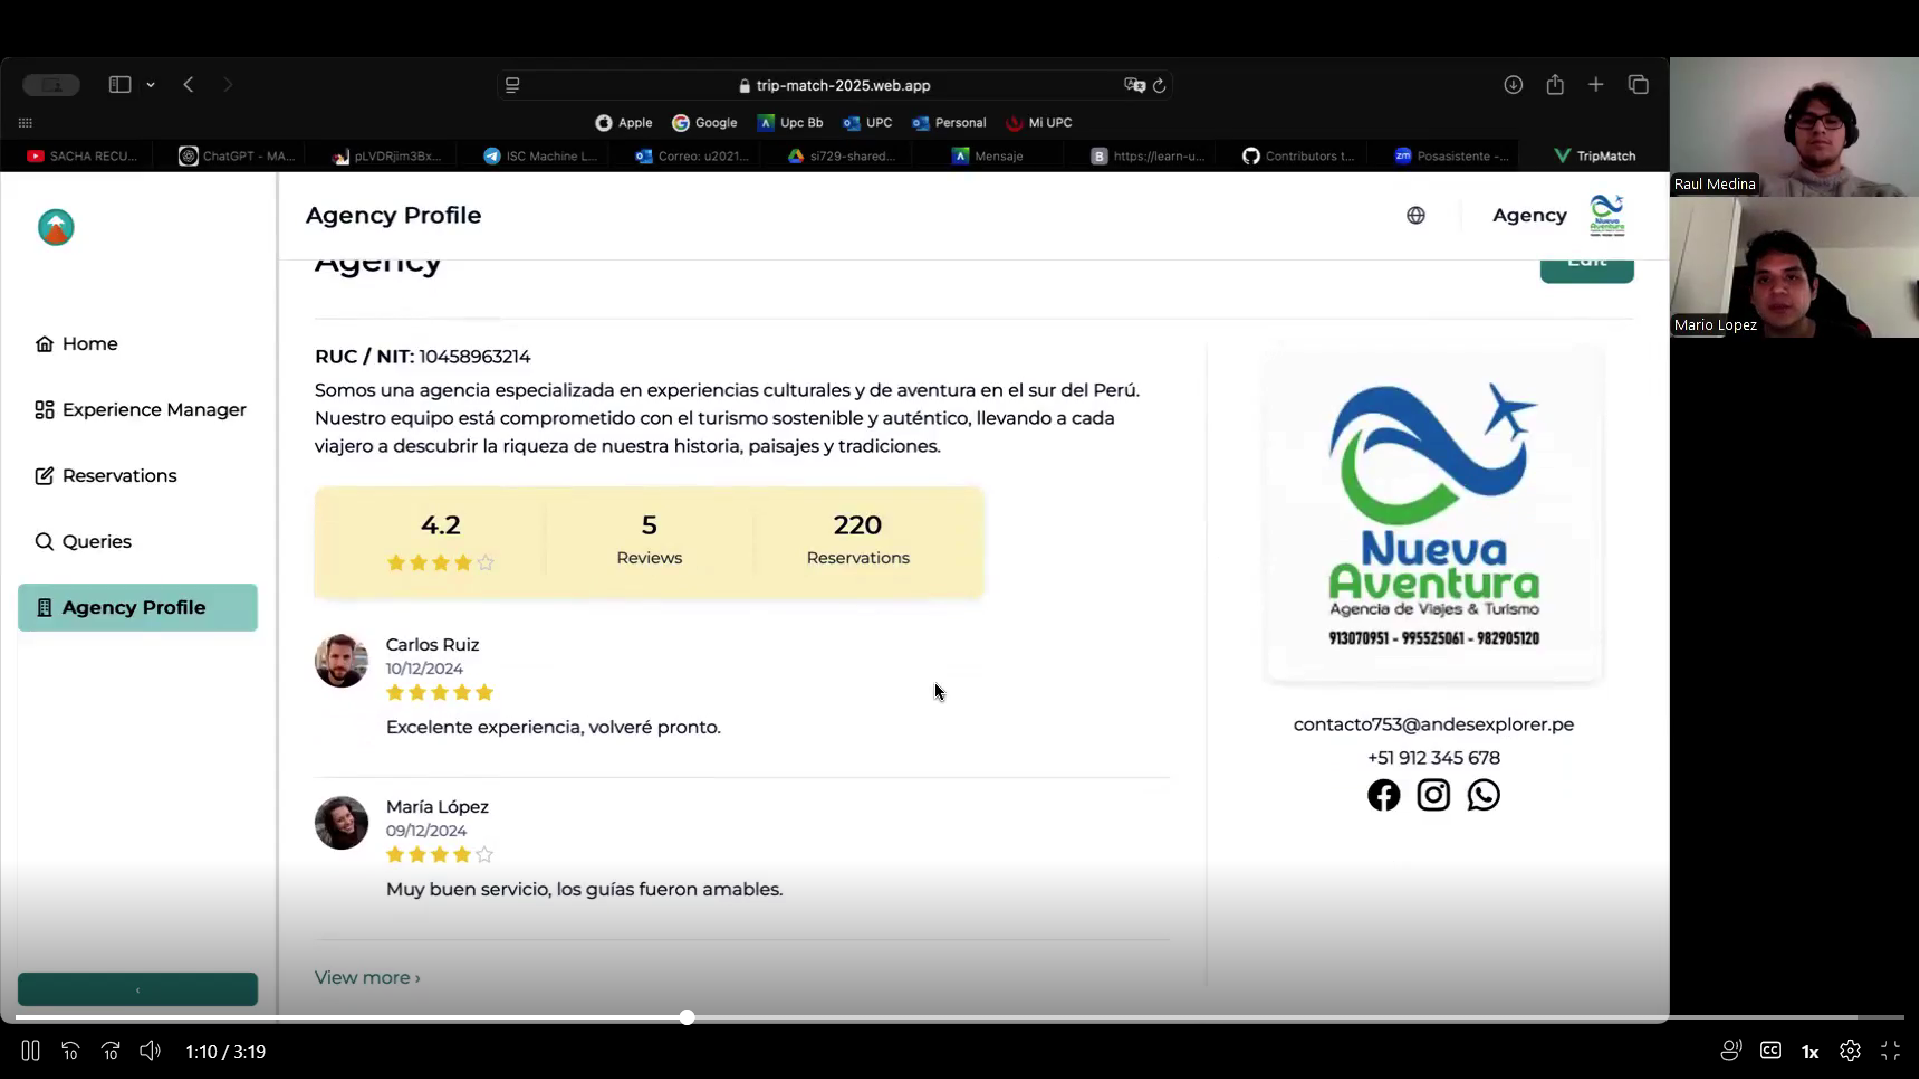 trip-match-2025.web.app
Apple Google Upc Bb UPC Personal Mi UPC
SACHA RECU... ChatGPT - MA... pLVDRjim3Bx... ISC Machine L... Correo: u2021... si729-shared... Mensaje https://learn-u... Contributors t... Posasistente -... TripMatch
Raul Medina
Mario Lopez
Agency Profile
Agency
Home
Experience Manager
Reservations
Queries
Agency Profile
Agency
Edit
RUC / NIT: 10458963214
Somos una agencia especializada en experiencias culturales y de aventura en el sur del Perú.
Nuestro equipo está comprometido con el turismo sostenible y auténtico, llevando a cada
viajero a descubrir la riqueza de nuestra historia, paisajes y tradiciones.
4.2
5
Reviews
220
Reservations
Carlos Ruiz
10/12/2024
Excelente experiencia, volveré pronto.
María López
09/12/2024
Muy buen servicio, los guías fueron amables.
View more ›
Nueva
Aventura
Agencia de Viajes & Turismo
913070951 - 995525061 - 982905120
contacto753@andesexplorer.pe
+51 912 345 678
10 10 1:10 / 3:19
CC 1x